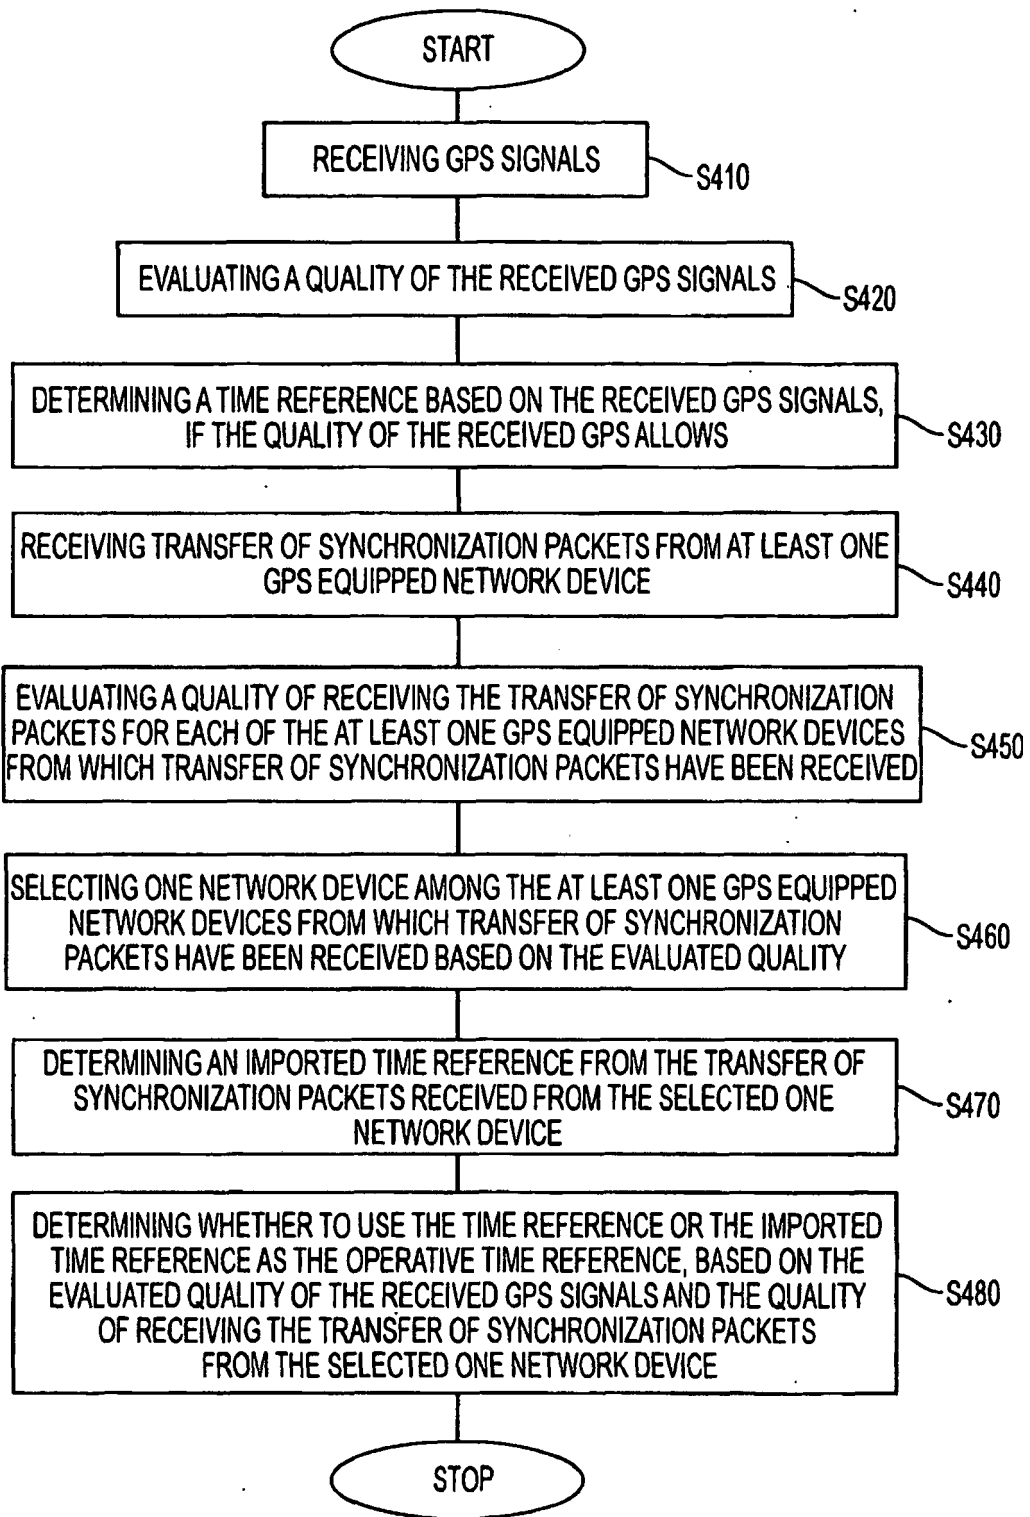 START
RECEIVING GPS SIGNALS
S410
EVALUATING A QUALITY OF THE RECEIVED GPS SIGNALS
S420
DETERMINING A TIME REFERENCE BASED ON THE RECEIVED GPS SIGNALS,
IF THE QUALITY OF THE RECEIVED GPS ALLOWS
S430
RECEIVING TRANSFER OF SYNCHRONIZATION PACKETS FROM AT LEAST ONE
GPS EQUIPPED NETWORK DEVICE
S440
EVALUATING A QUALITY OF RECEIVING THE TRANSFER OF SYNCHRONIZATION
PACKETS FOR EACH OF THE AT LEAST ONE GPS EQUIPPED NETWORK DEVICES
FROM WHICH TRANSFER OF SYNCHRONIZATION PACKETS HAVE BEEN RECEIVED
S450
SELECTING ONE NETWORK DEVICE AMONG THE AT LEAST ONE GPS EQUIPPED
NETWORK DEVICES FROM WHICH TRANSFER OF SYNCHRONIZATION
PACKETS HAVE BEEN RECEIVED BASED ON THE EVALUATED QUALITY
S460
DETERMINING AN IMPORTED TIME REFERENCE FROM THE TRANSFER OF
SYNCHRONIZATION PACKETS RECEIVED FROM THE SELECTED ONE
NETWORK DEVICE
S470
DETERMINING WHETHER TO USE THE TIME REFERENCE OR THE IMPORTED
TIME REFERENCE AS THE OPERATIVE TIME REFERENCE, BASED ON THE
EVALUATED QUALITY OF THE RECEIVED GPS SIGNALS AND THE QUALITY
OF RECEIVING THE TRANSFER OF SYNCHRONIZATION PACKETS
FROM THE SELECTED ONE NETWORK DEVICE
S480
STOP